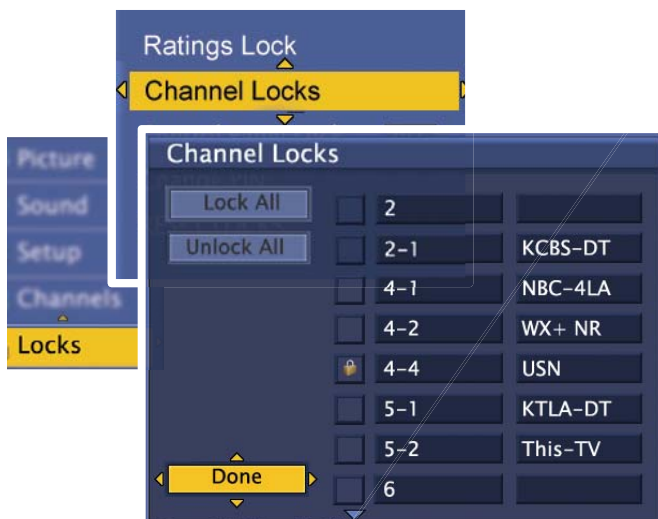 Ratings Lock
Channel Locks
Picture
Sound
Setup
Channels
Locks
Channel Locks
Lock All
Unlock All
Done
2
2-1 KCBS-DT
4-1 NBC-4LA
4-2 WX+ NR
4-4 USN
5-1 KTLA-DT
5-2 This-TV
6